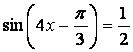 sin(4x − π/3) = 1/2